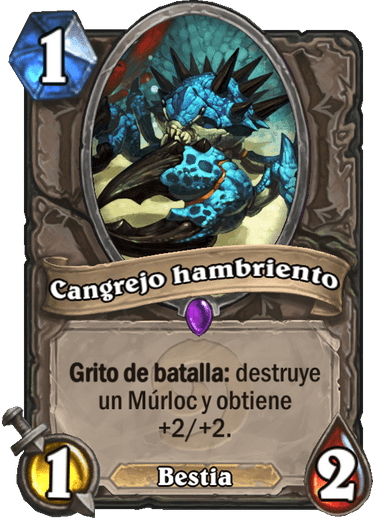 1
Cangrejo hambriento
Grito de batalla: destruye
un Múrloc y obtiene
+2/+2.
1
Bestia
2